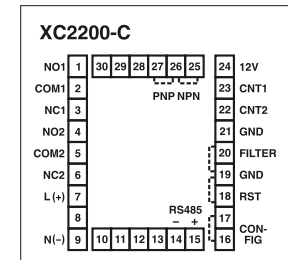 XC2200-C
NO1 1 30 29 28 27 26 25 24 12V
COM1 2 PNP NPN 23 CNT1
NC1 3 22 CNT2
NO2 4 21 GND
COM2 5 20 FILTER
NC2 6 19 GND
L (+) 7 18 RST
8 RS485 17 CON-
N(–) 9 10 11 12 13 14 15 – + 16 FIG